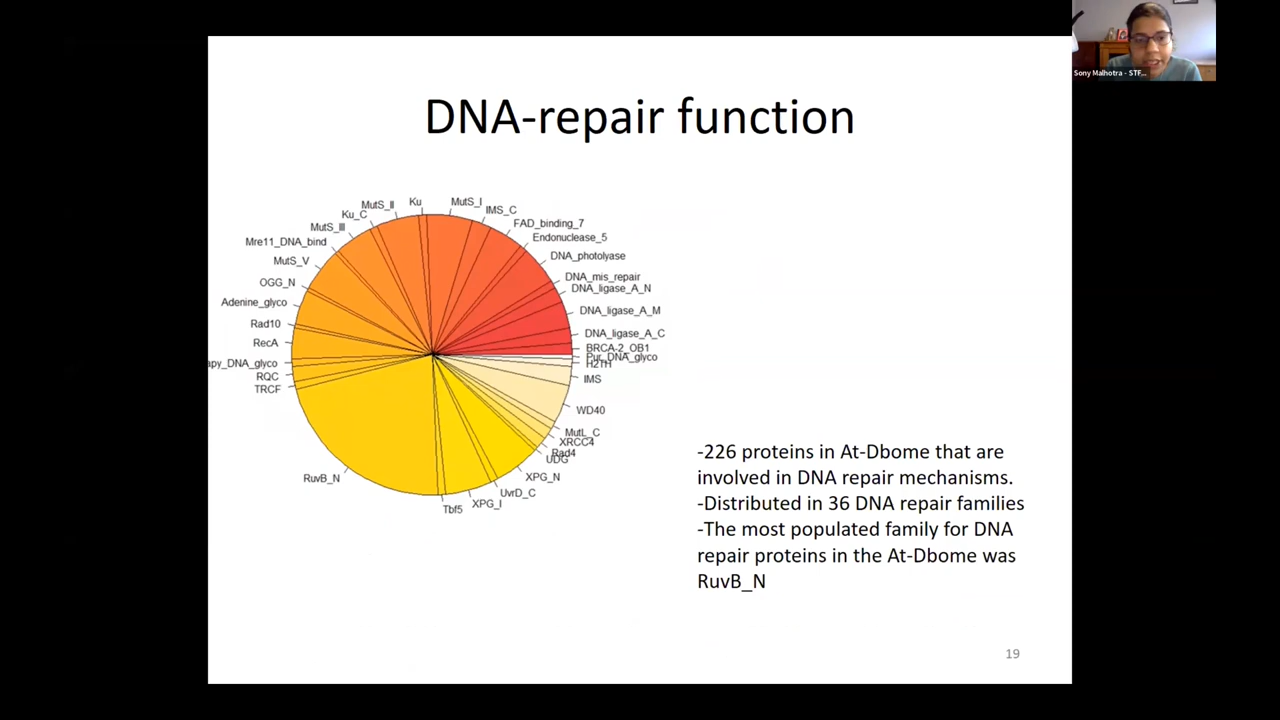 Sony Malhotra - STF...
DNA-repair function
MutS_I
IMS_C
FAD_binding_7
Endonuclease_5
DNA_photolyase
DNA_mis_repair
DNA_ligase_A_N
DNA_ligase_A_M
DNA_ligase_A_C
BRCA-2_OB1
Pur_DNA_glyco
H2TH
IMS
WD40
MutL_C
XRCC4
Rad4
UDG
XPG_N
UvrD_C
XPG_I
Tbf5
RuvB_N
TRCF
RQC
apy_DNA_glyco
RecA
Rad10
Adenine_glyco
OGG_N
MutS_V
Mre11_DNA_bind
MutS_III
Ku_C
MutS_II
Ku
-226 proteins in At-Dbome that are
involved in DNA repair mechanisms.
-Distributed in 36 DNA repair families
-The most populated family for DNA
repair proteins in the At-Dbome was
RuvB_N
19